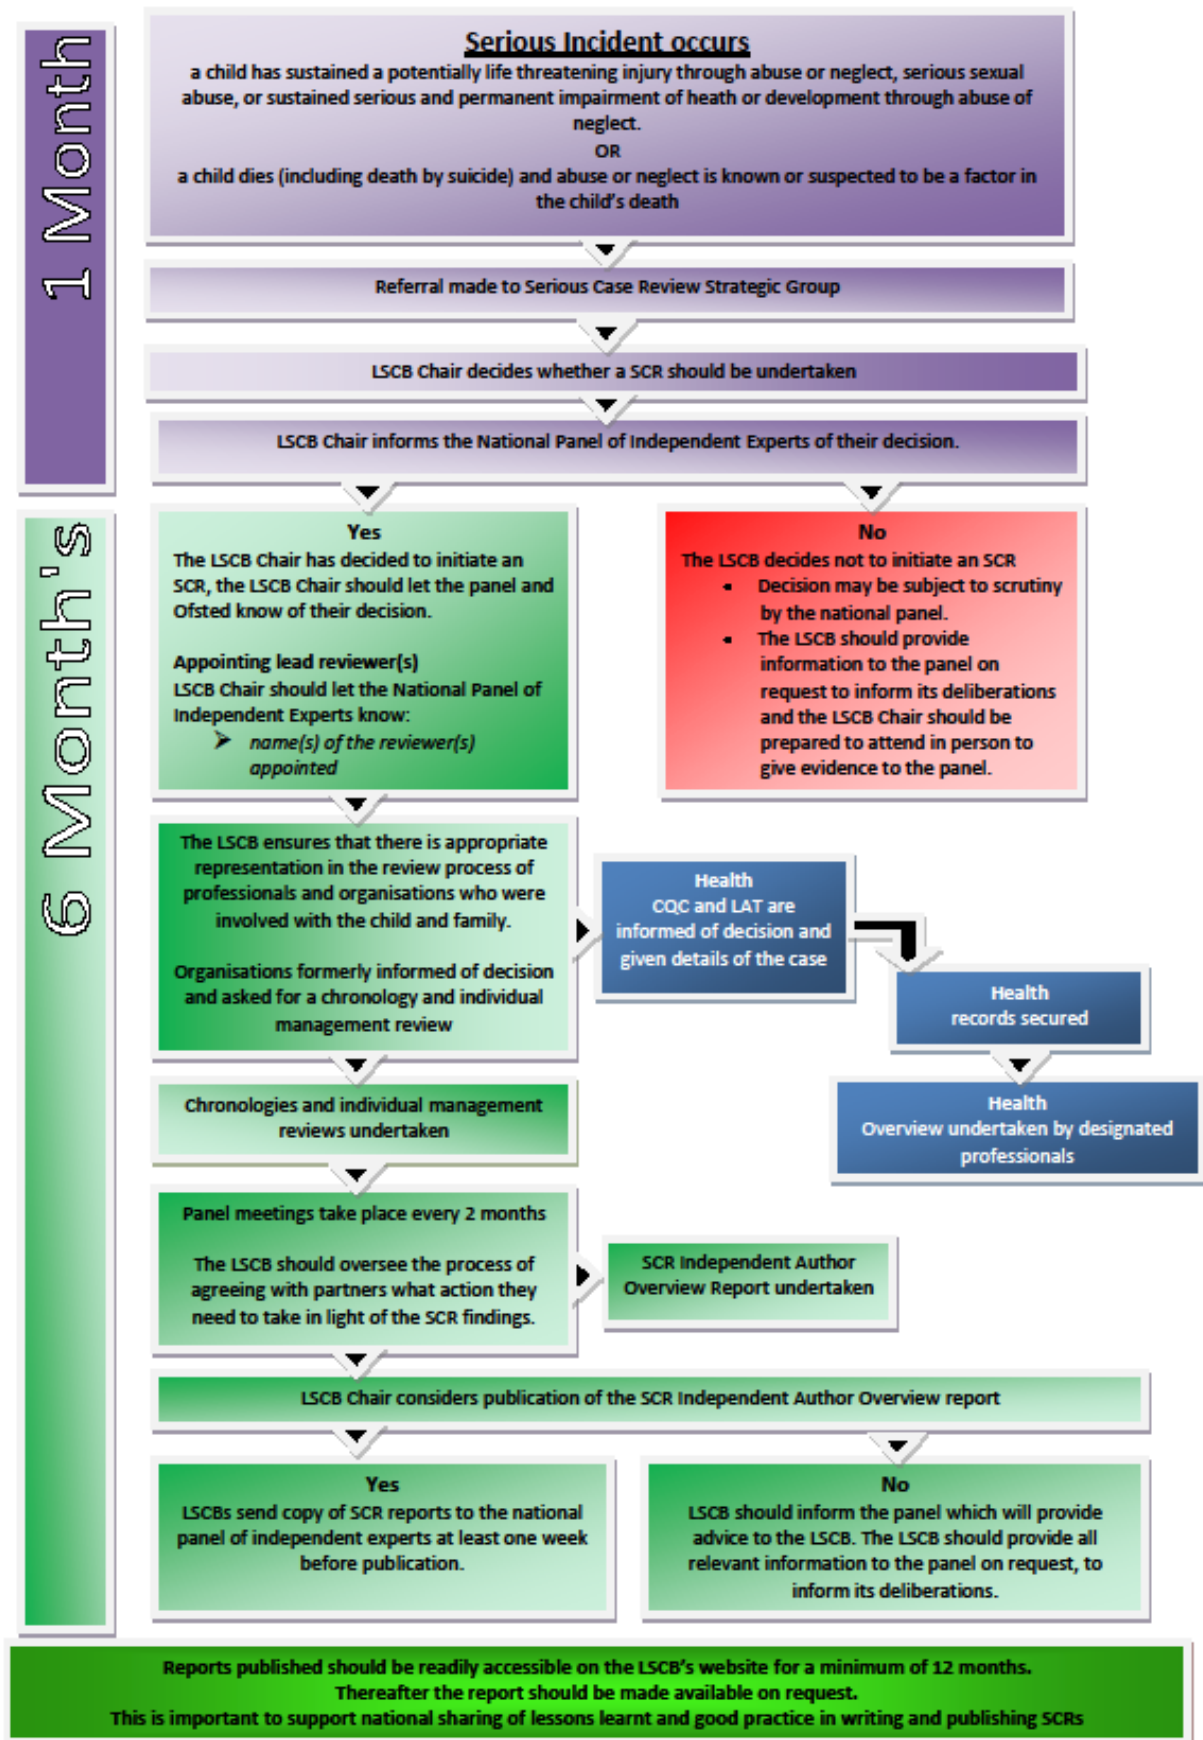 1 Month
Serious Incident occurs
a child has sustained a potentially life threatening injury through abuse or neglect, serious sexual
abuse, or sustained serious and permanent impairment of heath or development through abuse of
neglect.
OR
a child dies (including death by suicide) and abuse or neglect is known or suspected to be a factor in
the child's death
Referral made to Serious Case Review Strategic Group
LSCB Chair decides whether a SCR should be undertaken
LSCB Chair informs the National Panel of Independent Experts of their decision.
6 Month's
Yes
The LSCB Chair has decided to initiate an
SCR, the LSCB Chair should let the panel and
Ofsted know of their decision.
Appointing lead reviewer(s)
LSCB Chair should let the National Panel of
Independent Experts know:
➢ name(s) of the reviewer(s)
appointed
No
The LSCB decides not to initiate an SCR
• Decision may be subject to scrutiny
by the national panel.
• The LSCB should provide
information to the panel on
request to inform its deliberations
and the LSCB Chair should be
prepared to attend in person to
give evidence to the panel.
The LSCB ensures that there is appropriate
representation in the review process of
professionals and organisations who were
involved with the child and family.
Organisations formerly informed of decision
and asked for a chronology and individual
management review
Health
CQC and LAT are
informed of decision and
given details of the case
Health
records secured
Health
Overview undertaken by designated
professionals
Chronologies and individual management
reviews undertaken
Panel meetings take place every 2 months
The LSCB should oversee the process of
agreeing with partners what action they
need to take in light of the SCR findings.
SCR Independent Author
Overview Report undertaken
LSCB Chair considers publication of the SCR Independent Author Overview report
Yes
LSCBs send copy of SCR reports to the national
panel of independent experts at least one week
before publication.
No
LSCB should inform the panel which will provide
advice to the LSCB. The LSCB should provide all
relevant information to the panel on request, to
inform its deliberations.
Reports published should be readily accessible on the LSCB's website for a minimum of 12 months.
Thereafter the report should be made available on request.
This is important to support national sharing of lessons learnt and good practice in writing and publishing SCRs